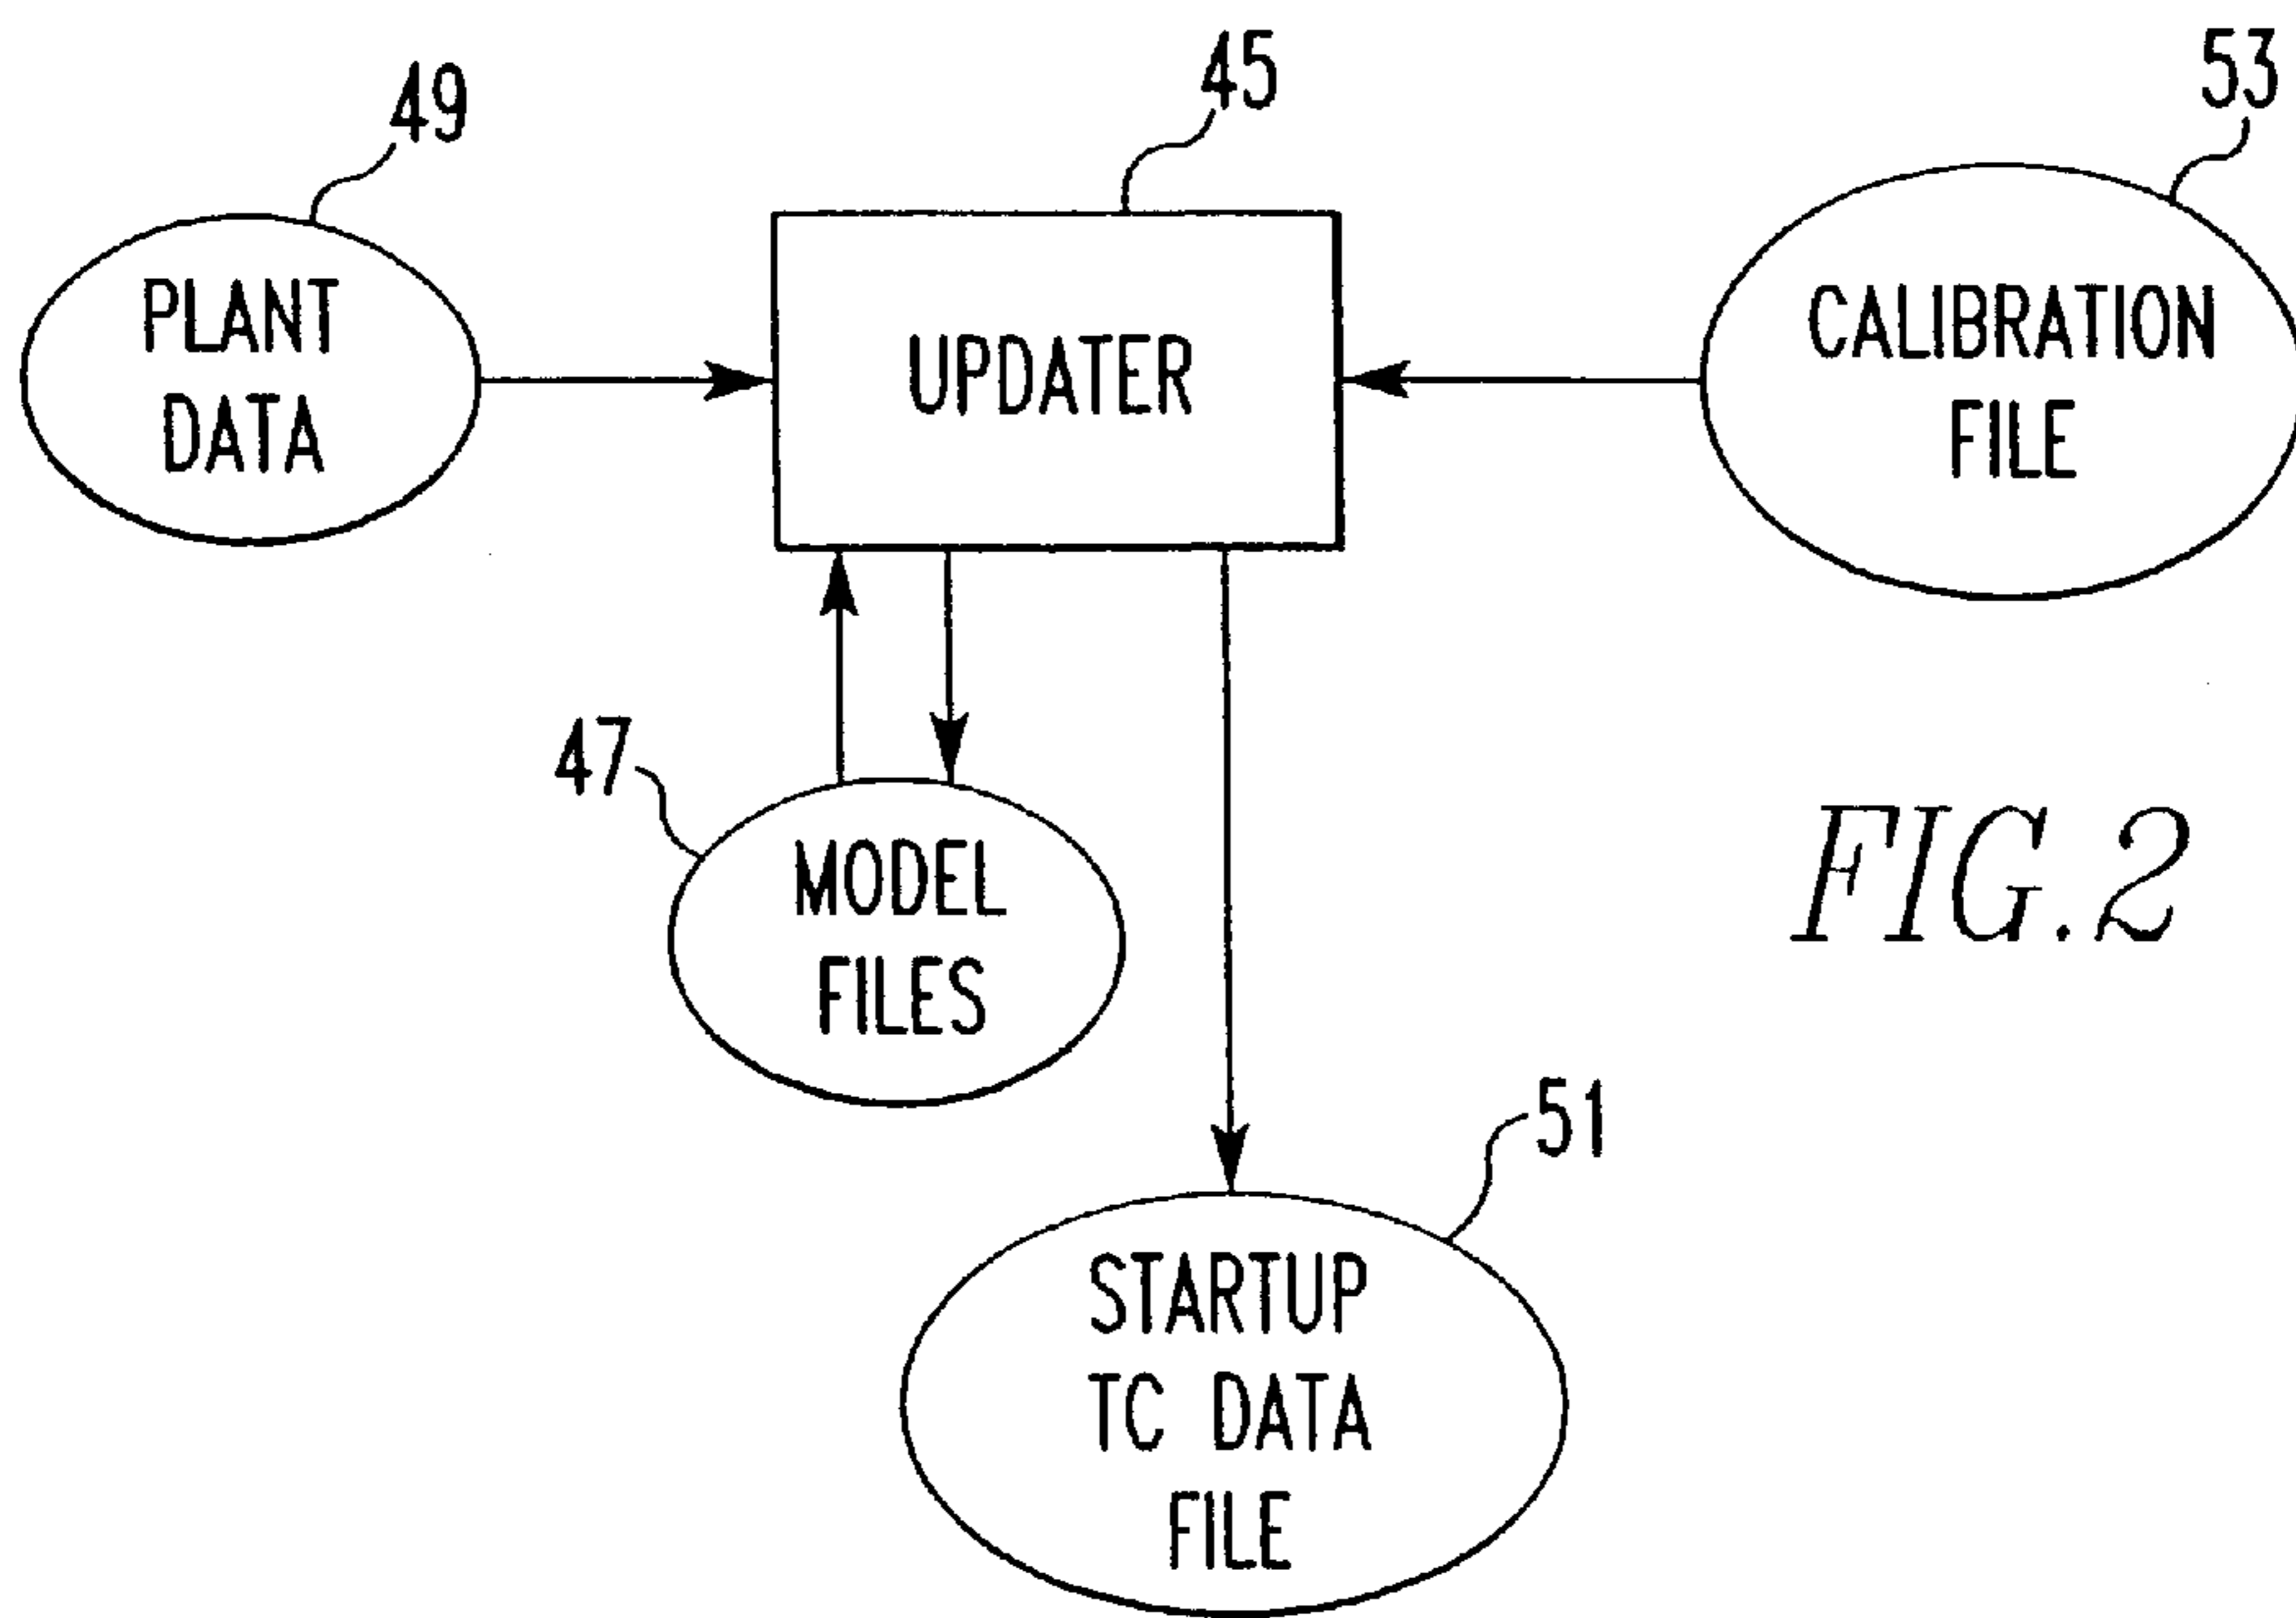 49
45
53
PLANT
DATA
UPDATER
CALIBRATION
FILE
47
MODEL
FILES
FIG.2
51
STARTUP
TC DATA
FILE